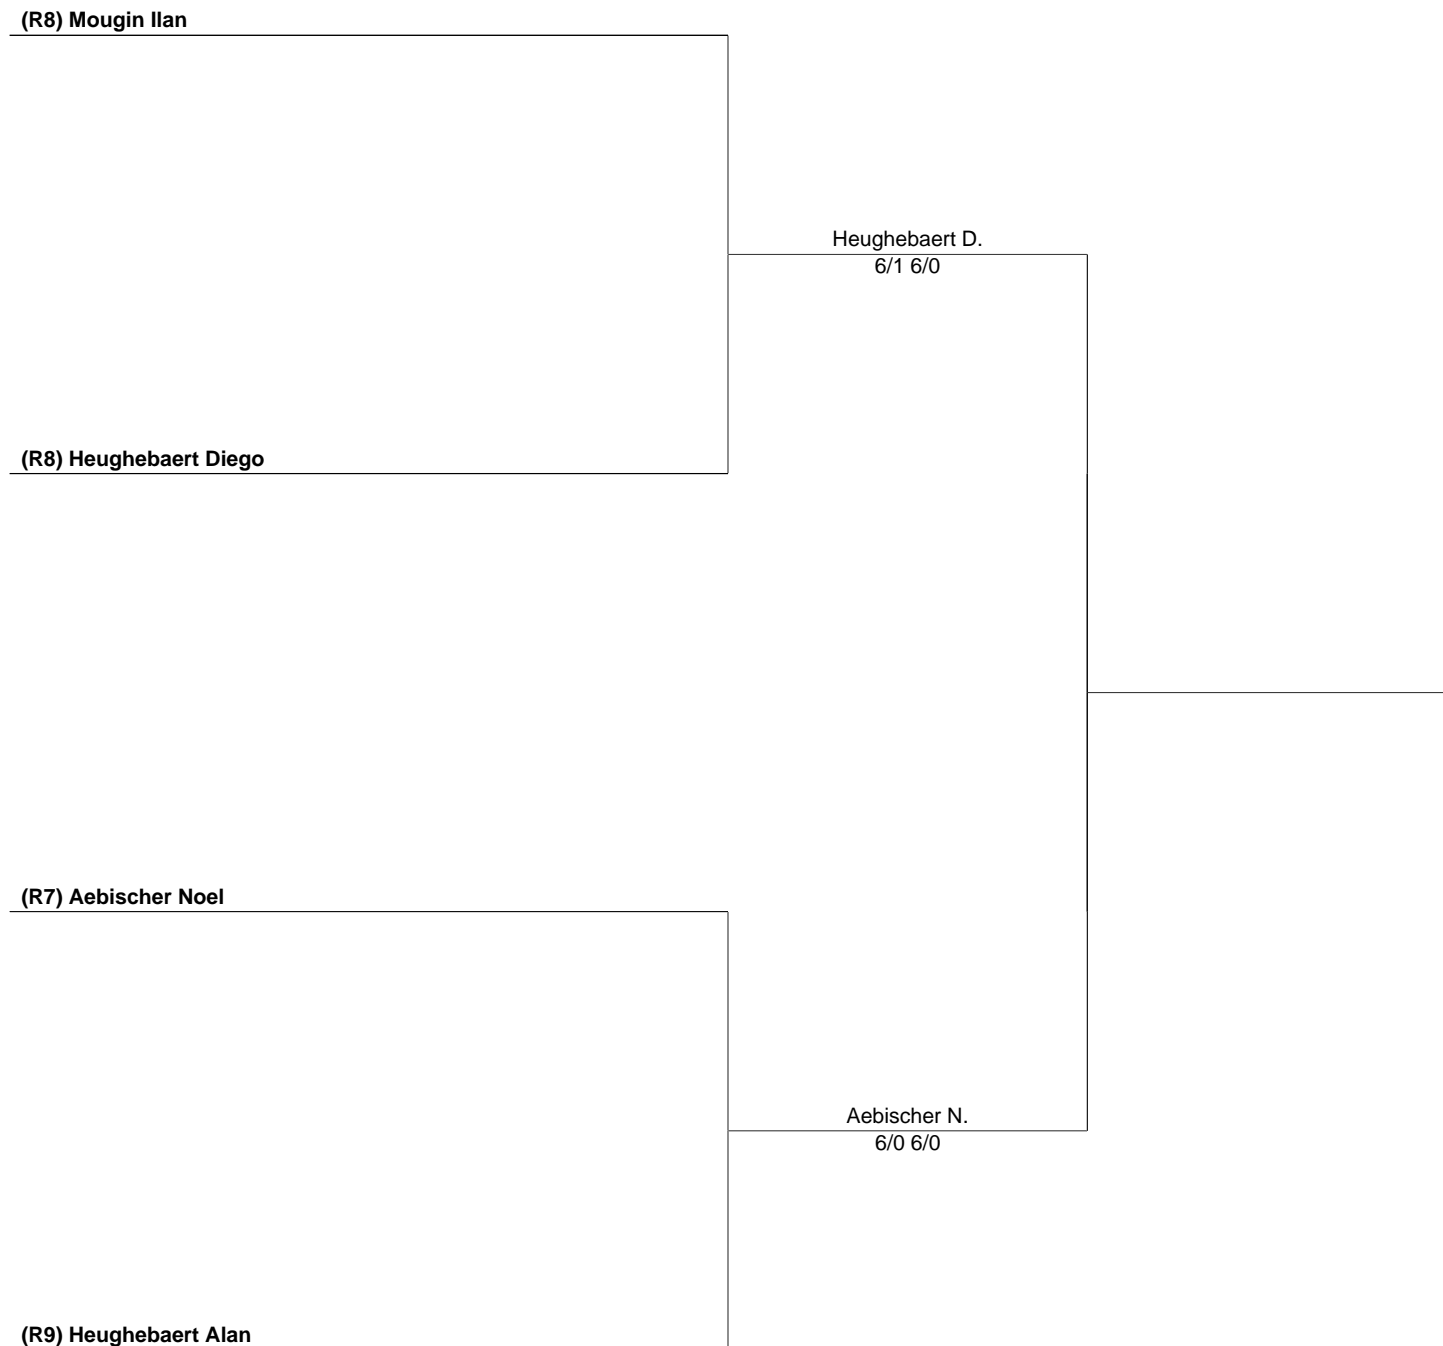 (R8) Mougin Ilan
Heughebaert D.
6/1 6/0
(R8) Heughebaert Diego
(R7) Aebischer Noel
Aebischer N.
6/0 6/0
(R9) Heughebaert Alan